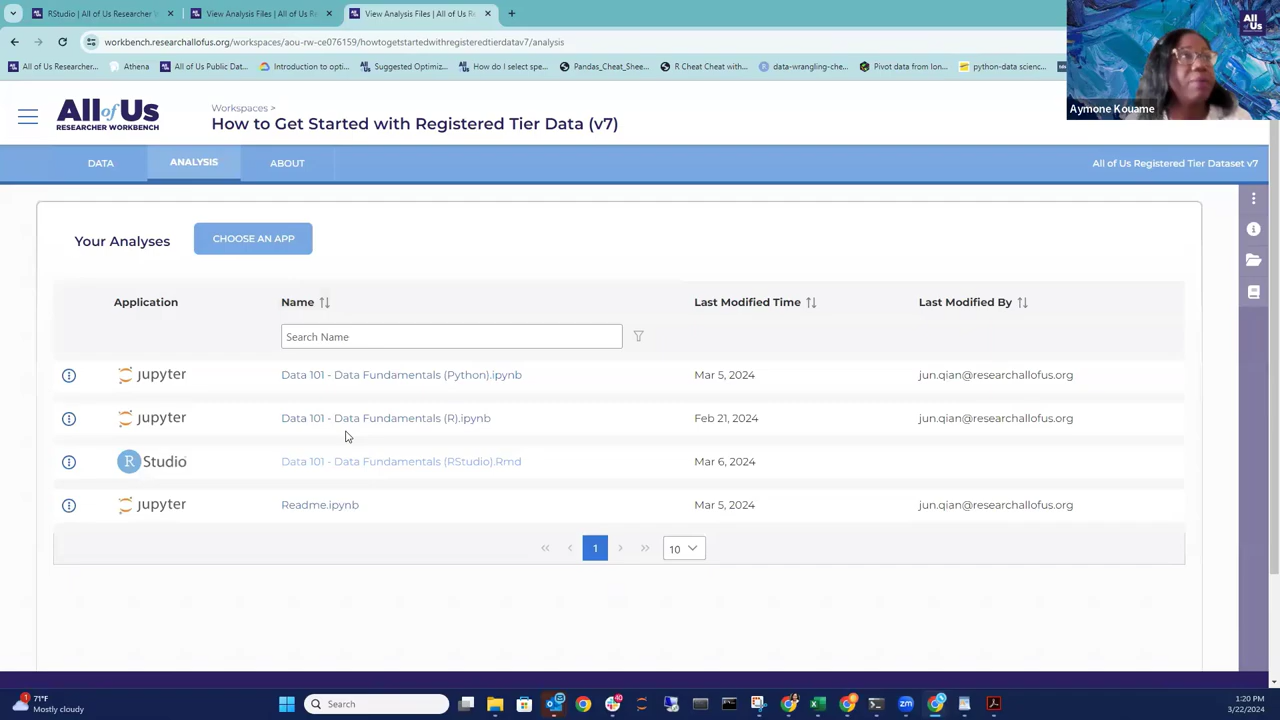 RStudio | All of Us Researcher W
View Analysis Files | All of Us Re
View Analysis Files | All of Us Re
workbench.researchallofus.org/workspaces/aou-rw-ce076159/howtogetstartedwithregisteredtierdatav7/analysis
All of Us Researcher...
Athena
All of Us Public Dat...
Introduction to opti...
Suggested Optimiz...
How do I select spe...
Pandas_Cheat_Shee...
R Cheat Cheat with...
data-wrangling-che...
Pivot data from lon...
python-data scienc...
All of Us
Aymone Kouame
All of Us
RESEARCHER WORKBENCH
Workspaces >
How to Get Started with Registered Tier Data (v7)
DATA
ANALYSIS
ABOUT
All of Us Registered Tier Dataset v7
Your Analyses
CHOOSE AN APP
Application
Name
Last Modified Time
Last Modified By
Search Name
jupyter
Data 101 - Data Fundamentals (Python).ipynb
Mar 5, 2024
jun.qian@researchallofus.org
jupyter
Data 101 - Data Fundamentals (R).ipynb
Feb 21, 2024
jun.qian@researchallofus.org
R Studio
Data 101 - Data Fundamentals (RStudio).Rmd
Mar 6, 2024
jupyter
Readme.ipynb
Mar 5, 2024
jun.qian@researchallofus.org
1
10
71°F
Mostly cloudy
Search
1:20 PM
3/22/2024